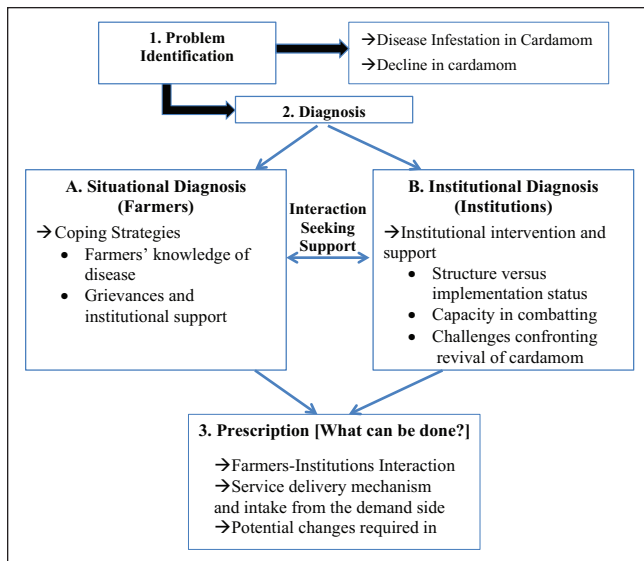 1. Problem
Identification
→Disease Infestation in Cardamom
→Decline in cardamom
2. Diagnosis
A. Situational Diagnosis
(Farmers)
→Coping Strategies
• Farmers' knowledge of
disease
• Grievances and
institutional support
Interaction
Seeking
Support
B. Institutional Diagnosis
(Institutions)
→Institutional intervention and
support
• Structure versus
implementation status
• Capacity in combatting
• Challenges confronting
revival of cardamom
3. Prescription [What can be done?]
→Farmers-Institutions Interaction
→Service delivery mechanism
and intake from the demand side
→Potential changes required in